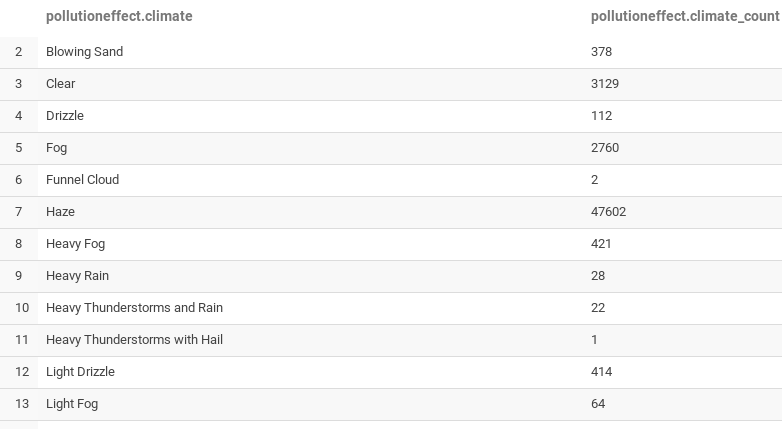 pollutioneffect.climate pollutioneffect.climate_count
2 Blowing Sand 378
3 Clear 3129
4 Drizzle 112
5 Fog 2760
6 Funnel Cloud 2
7 Haze 47602
8 Heavy Fog 421
9 Heavy Rain 28
10 Heavy Thunderstorms and Rain 22
11 Heavy Thunderstorms with Hail 1
12 Light Drizzle 414
13 Light Fog 64